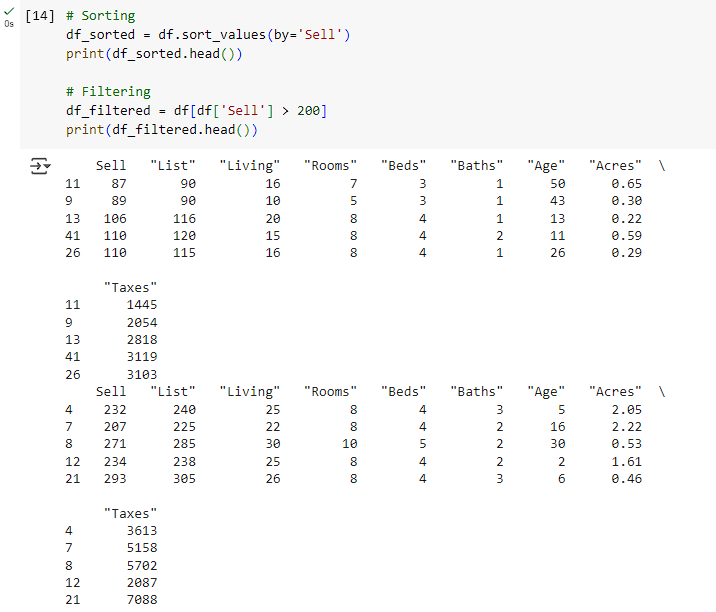 [14] # Sorting
df_sorted = df.sort_values(by='Sell')
print(df_sorted.head())
0s
# Filtering
df_filtered = df[df['Sell'] > 200]
print(df_filtered.head())
Sell "List" "Living" "Rooms" "Beds" "Baths" "Age" "Acres" \
11 87 90 16 7 3 1 50 0.65
9 89 90 10 5 3 1 43 0.30
13 106 116 20 8 4 1 13 0.22
41 110 120 15 8 4 2 11 0.59
26 110 115 16 8 4 1 26 0.29
"Taxes"
11 1445
9 2054
13 2818
41 3119
26 3103
Sell "List" "Living" "Rooms" "Beds" "Baths" "Age" "Acres" \
4 232 240 25 8 4 3 5 2.05
7 207 225 22 8 4 2 16 2.22
8 271 285 30 10 5 2 30 0.53
12 234 238 25 8 4 2 2 1.61
21 293 305 26 8 4 3 6 0.46
"Taxes"
4 3613
7 5158
8 5702
12 2087
21 7088